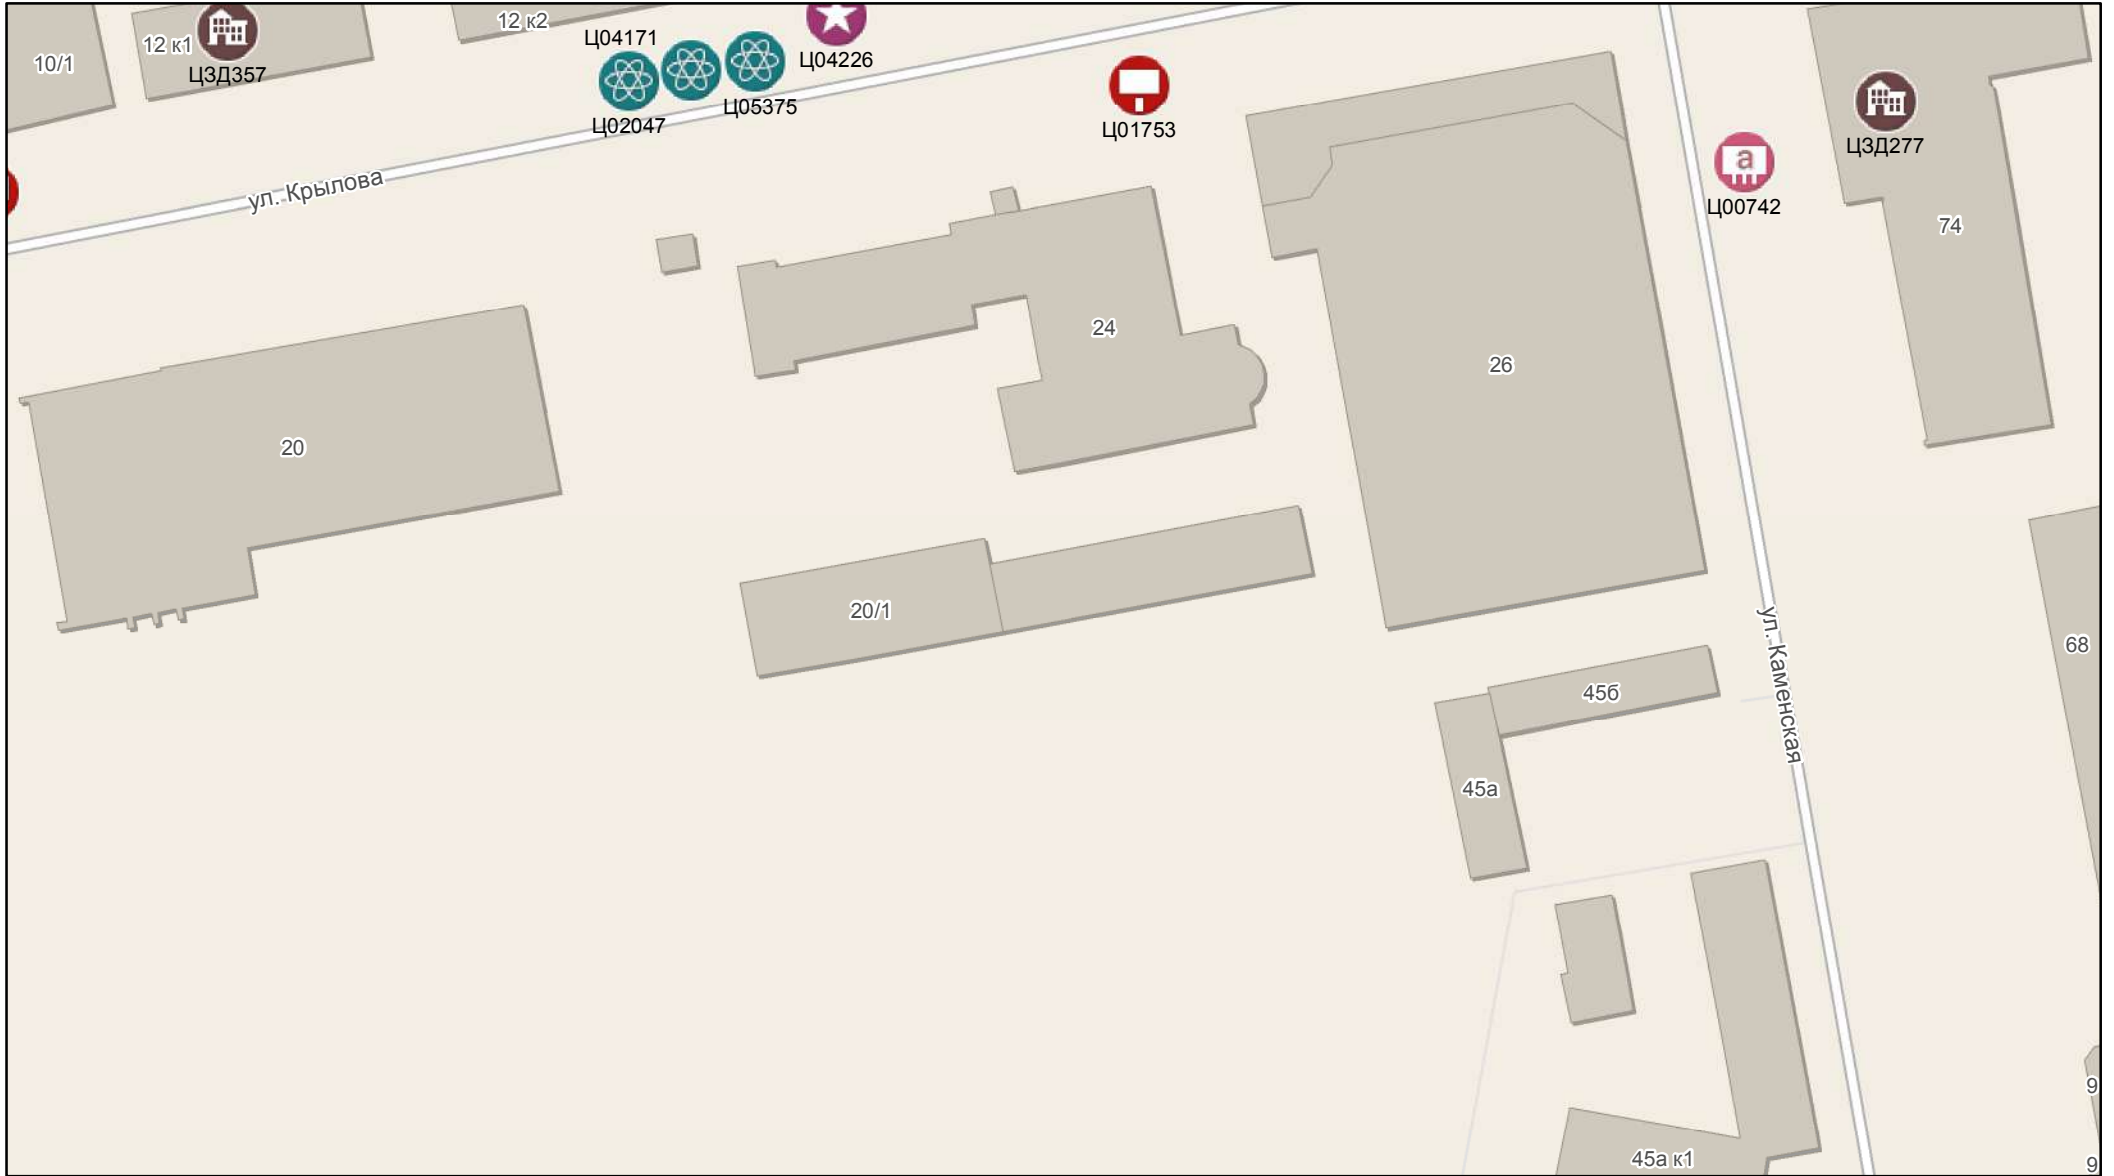 12 к2
12 к1
10/1
ЦЗД357
Ц04171
Ц02047
Ц05375
Ц04226
Ц01753
ЦЗД277
a
Ц00742
ул. Крылова
74
24
26
20
20/1
ул. Каменская
68
45б
45а
9
45а к1
9